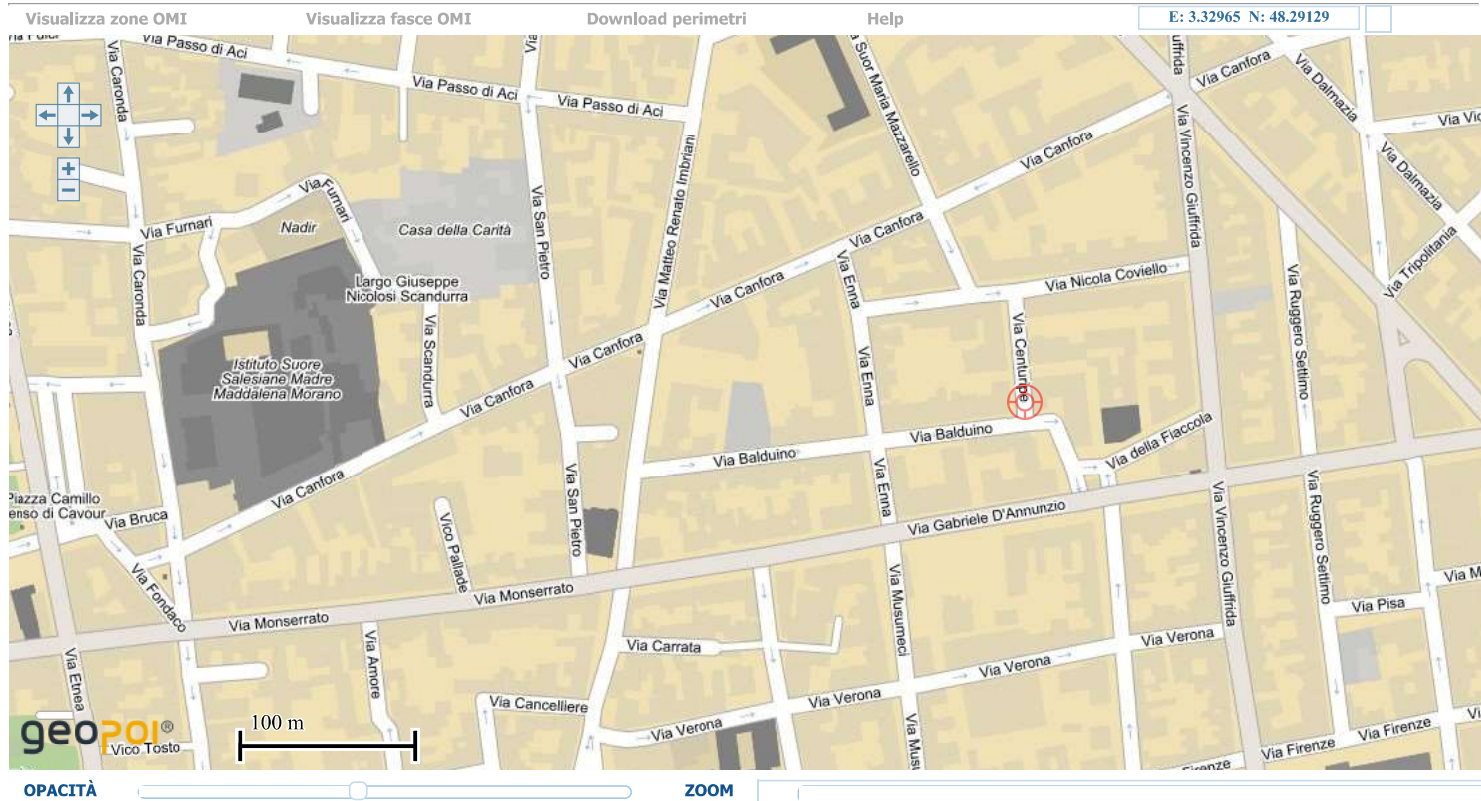 Visualizza zone OMI
Visualizza fasce OMI
Download perimetri
Help
E: 3.32965 N: 48.29129
Via Passo di Aci
Via Caronda
Via Passo di Aci
Via Passo di Aci
Via Suor Maria Mazzarello
Via Canfora
Via Dalmazia
Via Vincenzo Giuffrida
Via Canfora
Via Dalmazia
Via Furnari
Via Furnari
Nadir
Casa della Carità
Via San Pietro
Via Matteo Renato Imbriani
Via Canfora
Via Tripolitania
Via Caronda
Largo Giuseppe
Nicolosi Scandurra
Via Canfora
Via Enna
Via Nicola Coviello
Via Ruggero Settimo
Via Scandurra
Via Canfora
Via Centuripe
Via Enna
Istituto Suore
Salesiane Madre
Maddalena Morano
Via Canfora
Via Balduino
Via Balduino
Via della Fiaccola
Via Canfora
Via San Pietro
Via Enna
Piazza Camillo
Via Bruca
Vico Pallade
Via Gabriele D'Annunzio
Via Vincenzo Giuffrida
Via Ruggero Settimo
Via Fondaco
Via Monserrato
Via Monserrato
Via Musumeci
Via Pisa
Via Amore
Via Carrata
Via Verona
Via Verona
Via Etnea
Via Cancelliere
Via Verona
Via Verona
Via Firenze
Via Firenze
geopoi®
Vico Tosto
100 m
OPACITÀ
ZOOM